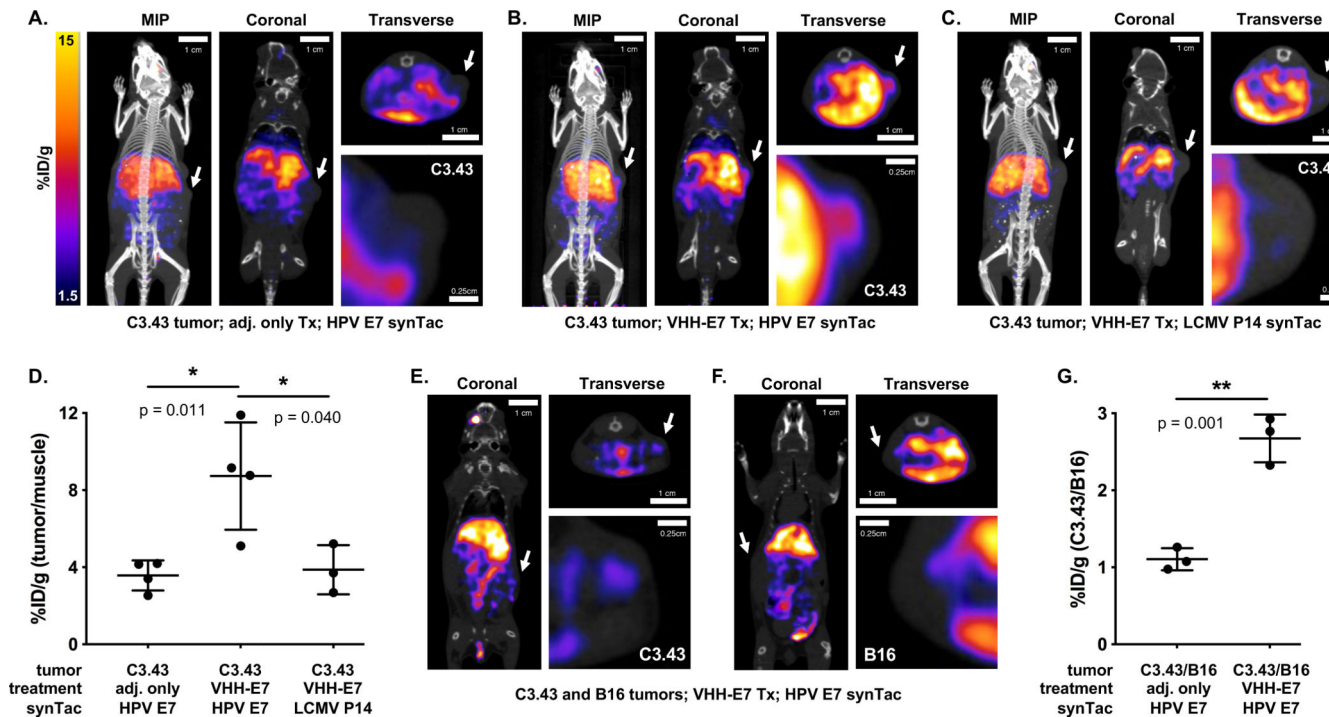 A.
MIP
Coronal
Transverse
15
%ID/g
1.5
1 cm
1 cm
1 cm
C3.43
0.25cm
C3.43 tumor; adj. only Tx; HPV E7 synTac
B.
MIP
Coronal
Transverse
1 cm
1 cm
1 cm
0.25cm
C3.43
C3.43 tumor; VHH-E7 Tx; HPV E7 synTac
C.
MIP
Coronal
Transverse
1 cm
1 cm
1 cm
0.25cm
C3.43 tumor; VHH-E7 Tx; LCMV P14 synTac
D.
*
*
p = 0.011
p = 0.040
%ID/g (tumor/muscle)
12
8
4
0
tumor C3.43 C3.43 C3.43
treatment adj. only VHH-E7 VHH-E7
synTac HPV E7 HPV E7 LCMV P14
E.
Coronal
Transverse
1 cm
1 cm
0.25cm
C3.43
F.
Coronal
Transverse
1 cm
1 cm
0.25cm
B16
C3.43 and B16 tumors; VHH-E7 Tx; HPV E7 synTac
G.
**
p = 0.001
%ID/g (C3.43/B16)
3
2
1
0
tumor C3.43/B16 C3.43/B16
treatment adj. only VHH-E7
synTac HPV E7 HPV E7